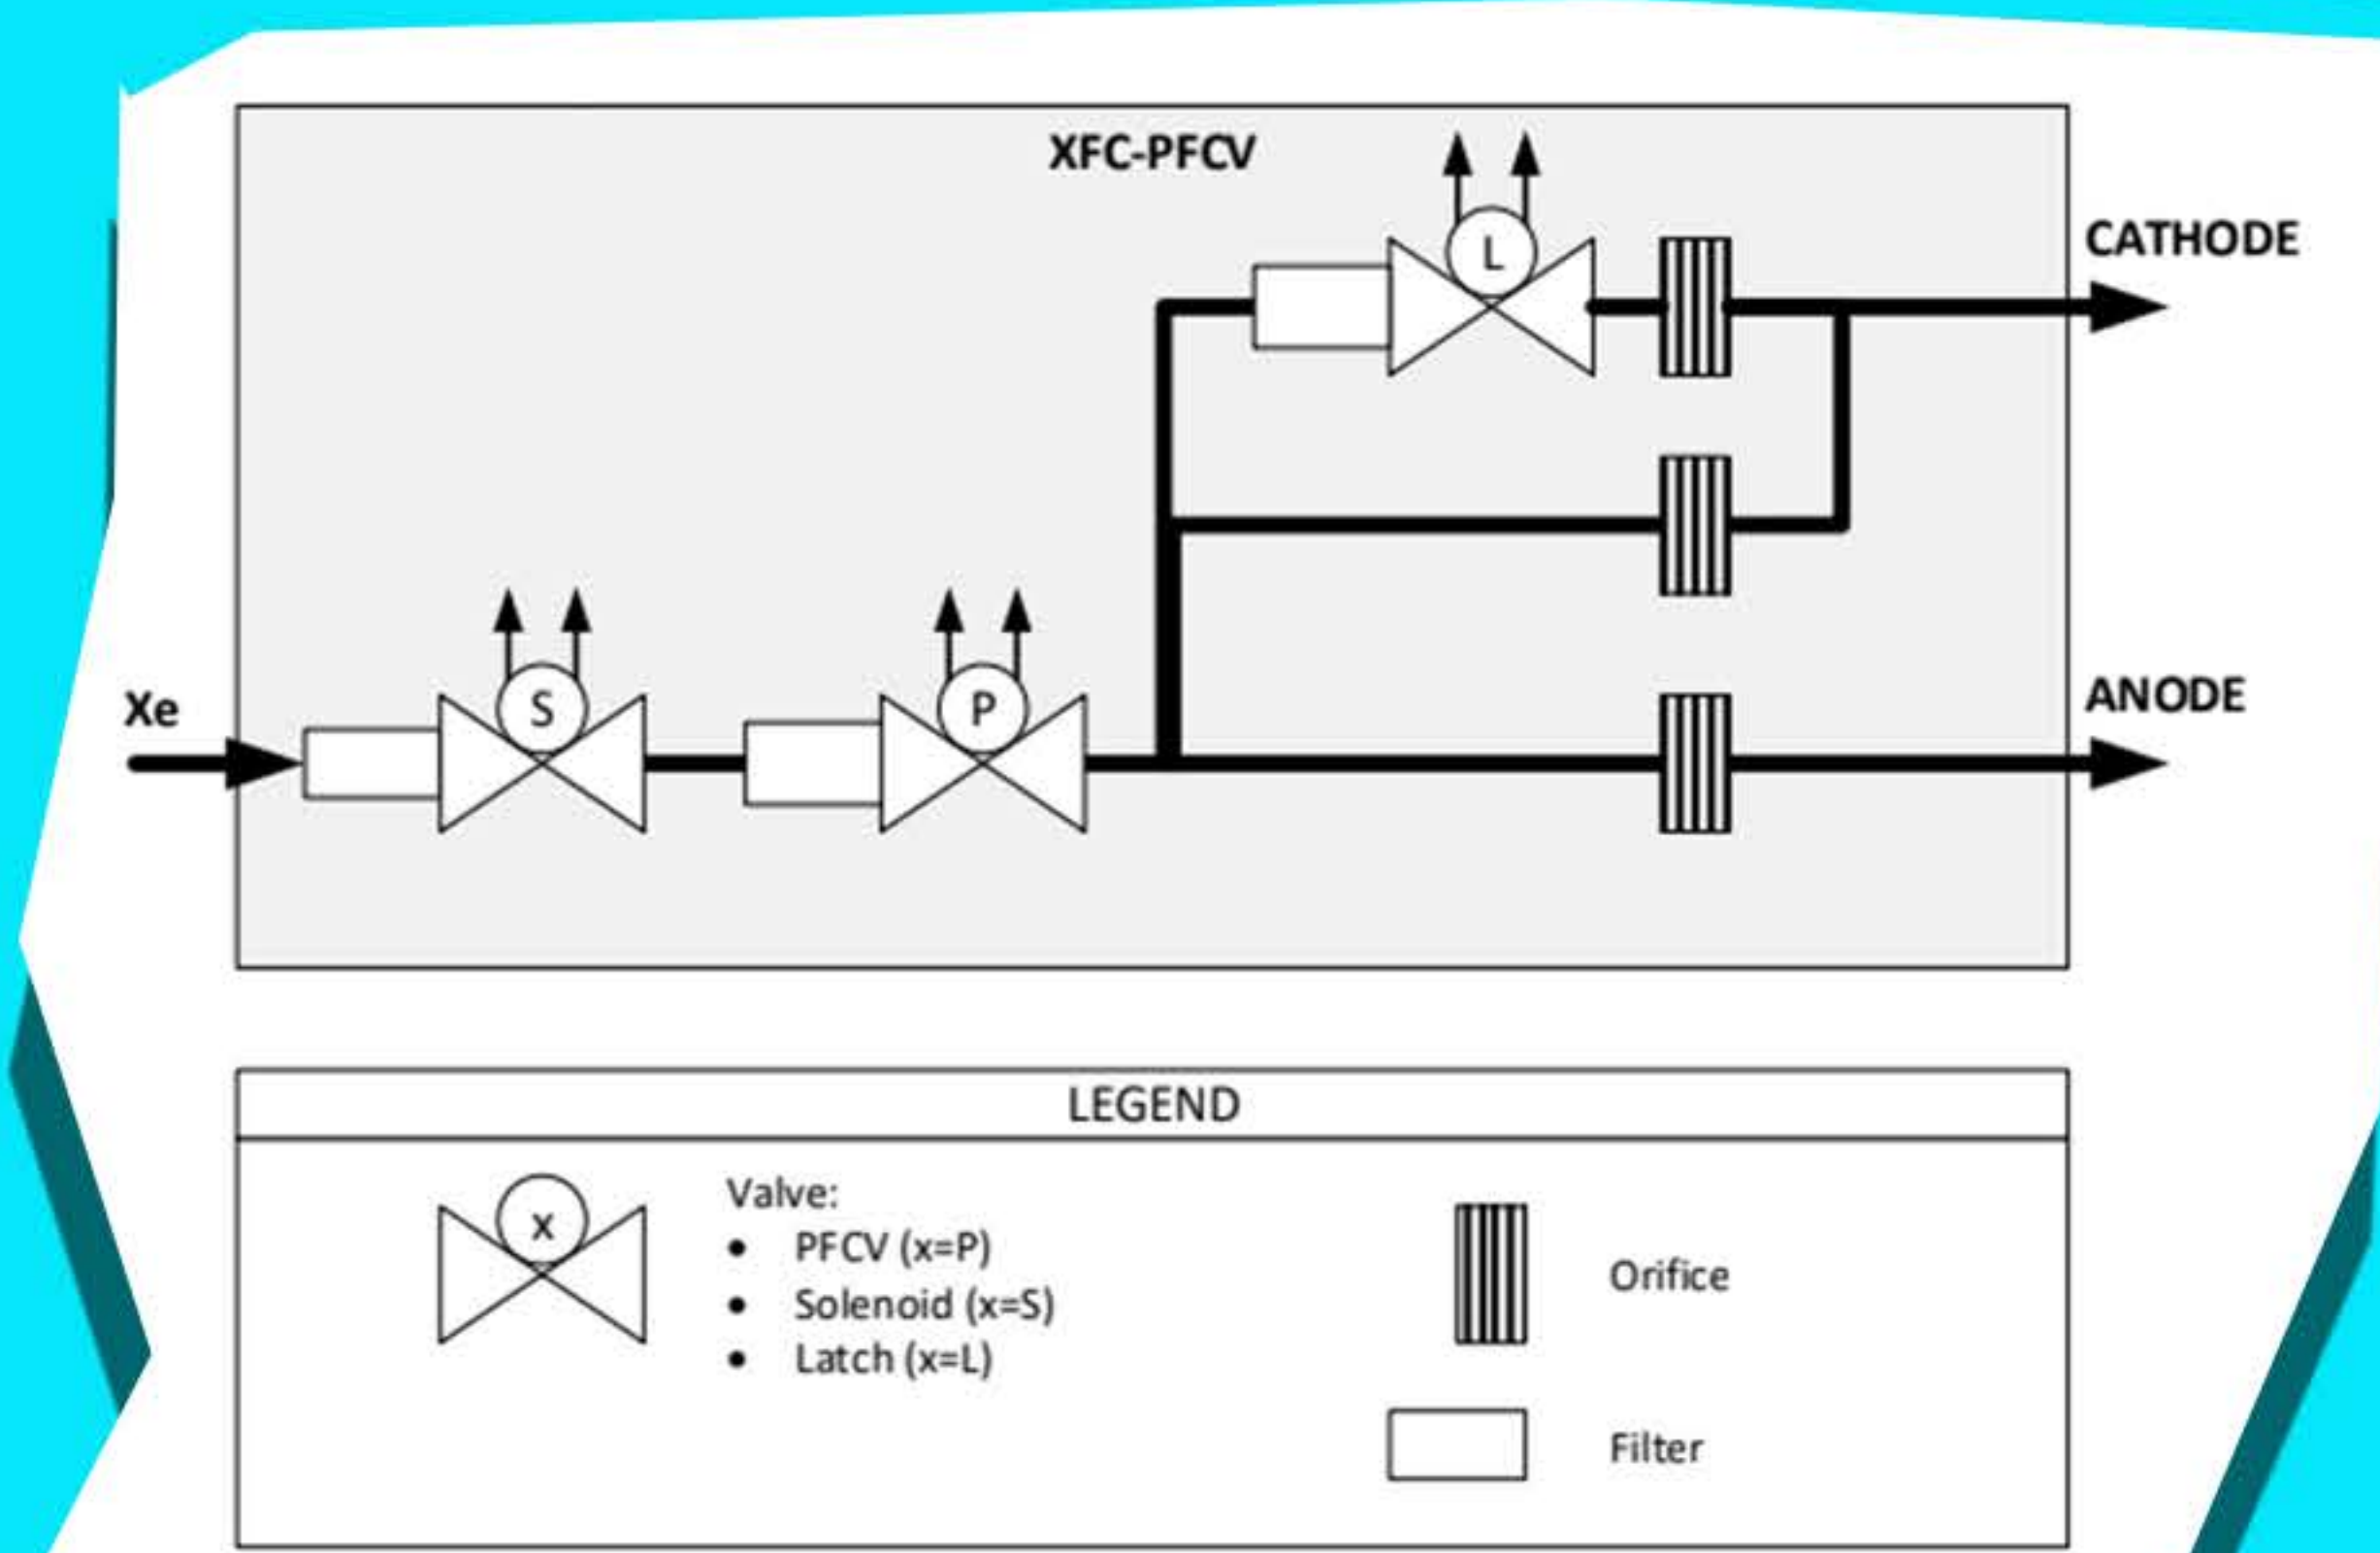 XFC-PFCV
L
CATHODE
S
P
Xe
ANODE
LEGEND
x
Valve:
• PFCV (x=P)
• Solenoid (x=S)
• Latch (x=L)
Orifice
Filter